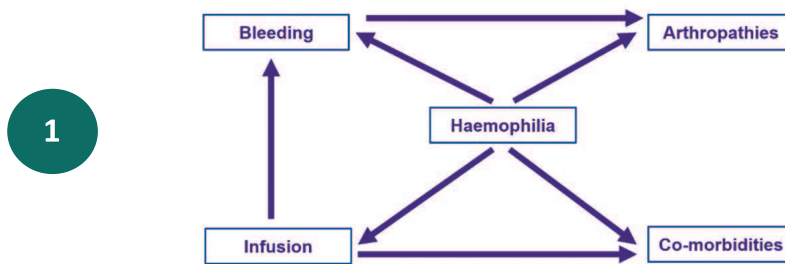 Bleeding
Arthropathies
1
Haemophilia
Infusion
Co-morbidities